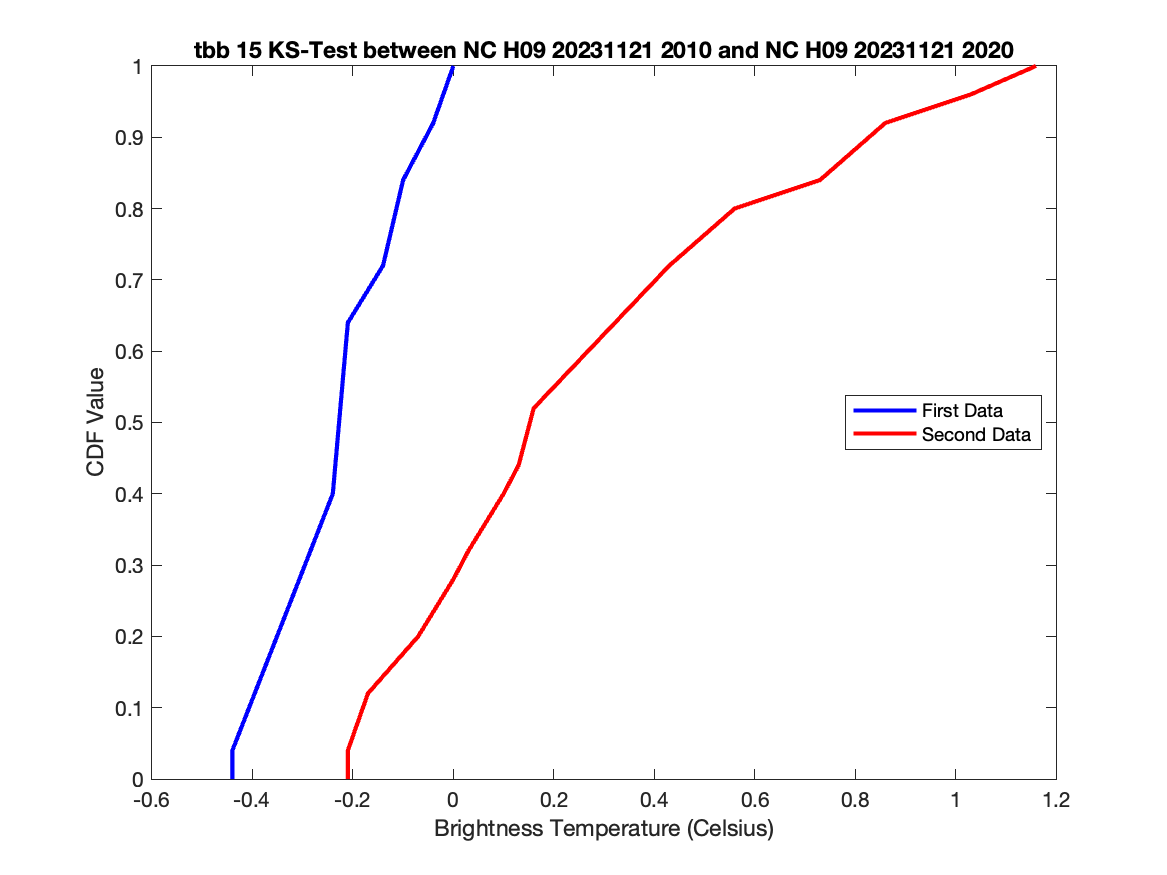 tbb 15 KS-Test between NC H09 20231121 2010 and NC H09 20231121 2020
1
0.9
0.8
0.7
0.6
0.5
0.4
0.3
0.2
0.1
0
CDF Value
First Data
Second Data
-0.6 -0.4 -0.2 0 0.2 0.4 0.6 0.8 1 1.2
Brightness Temperature (Celsius)